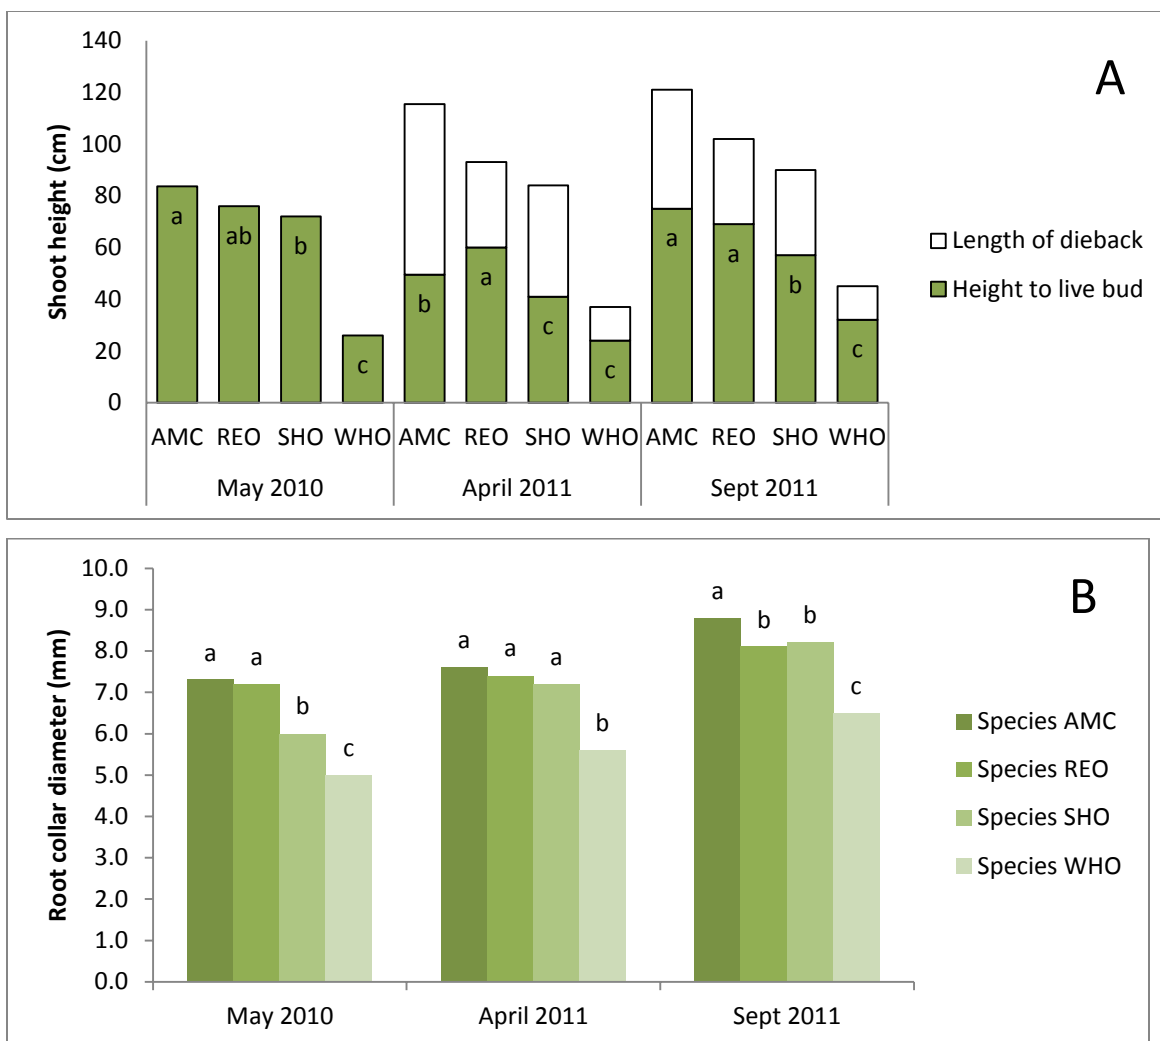 A
Shoot height (cm)
140
120
100
80
60
40
20
0
a ab b c b a c c a a b c
AMC REO SHO WHO AMC REO SHO WHO AMC REO SHO WHO
May 2010 April 2011 Sept 2011
Length of dieback
Height to live bud
B
Root collar diameter (mm)
10.0
9.0
8.0
7.0
6.0
5.0
4.0
3.0
2.0
1.0
0.0
a a b c a a a b a b b c
May 2010 April 2011 Sept 2011
Species AMC
Species REO
Species SHO
Species WHO